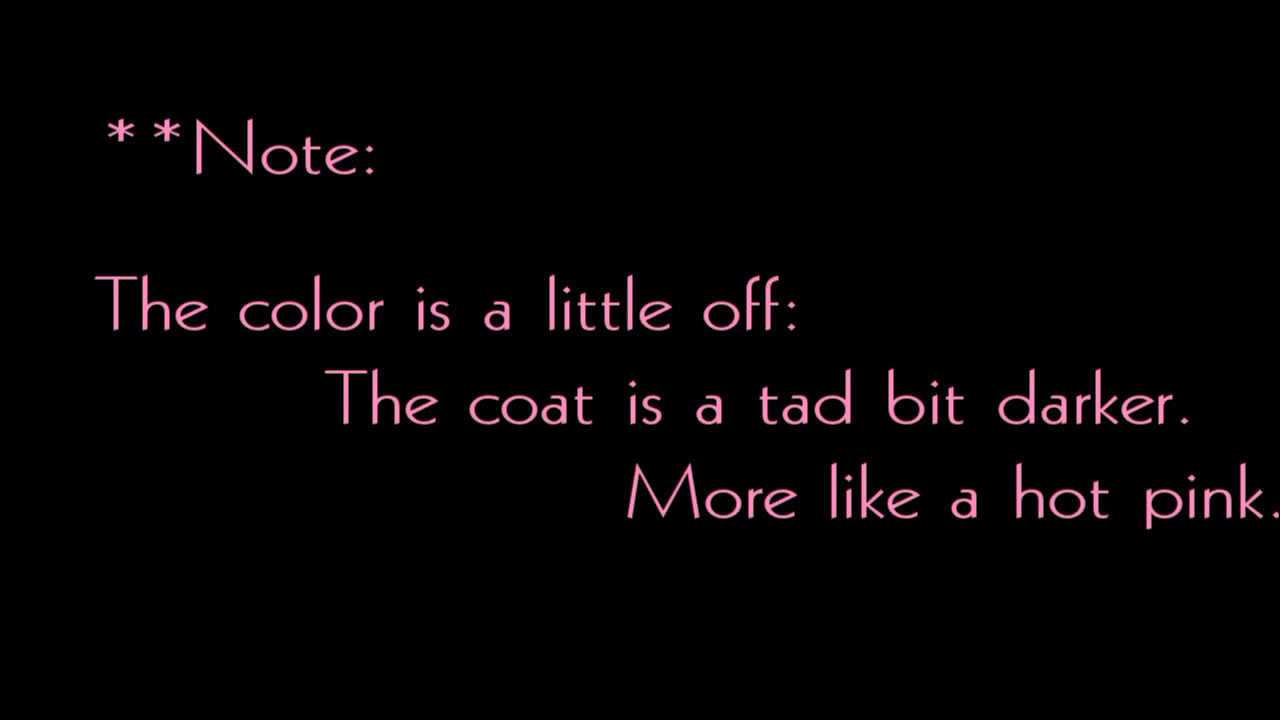 **Note:
The color is a little off:
The coat is a tad bit darker.
More like a hot pink.